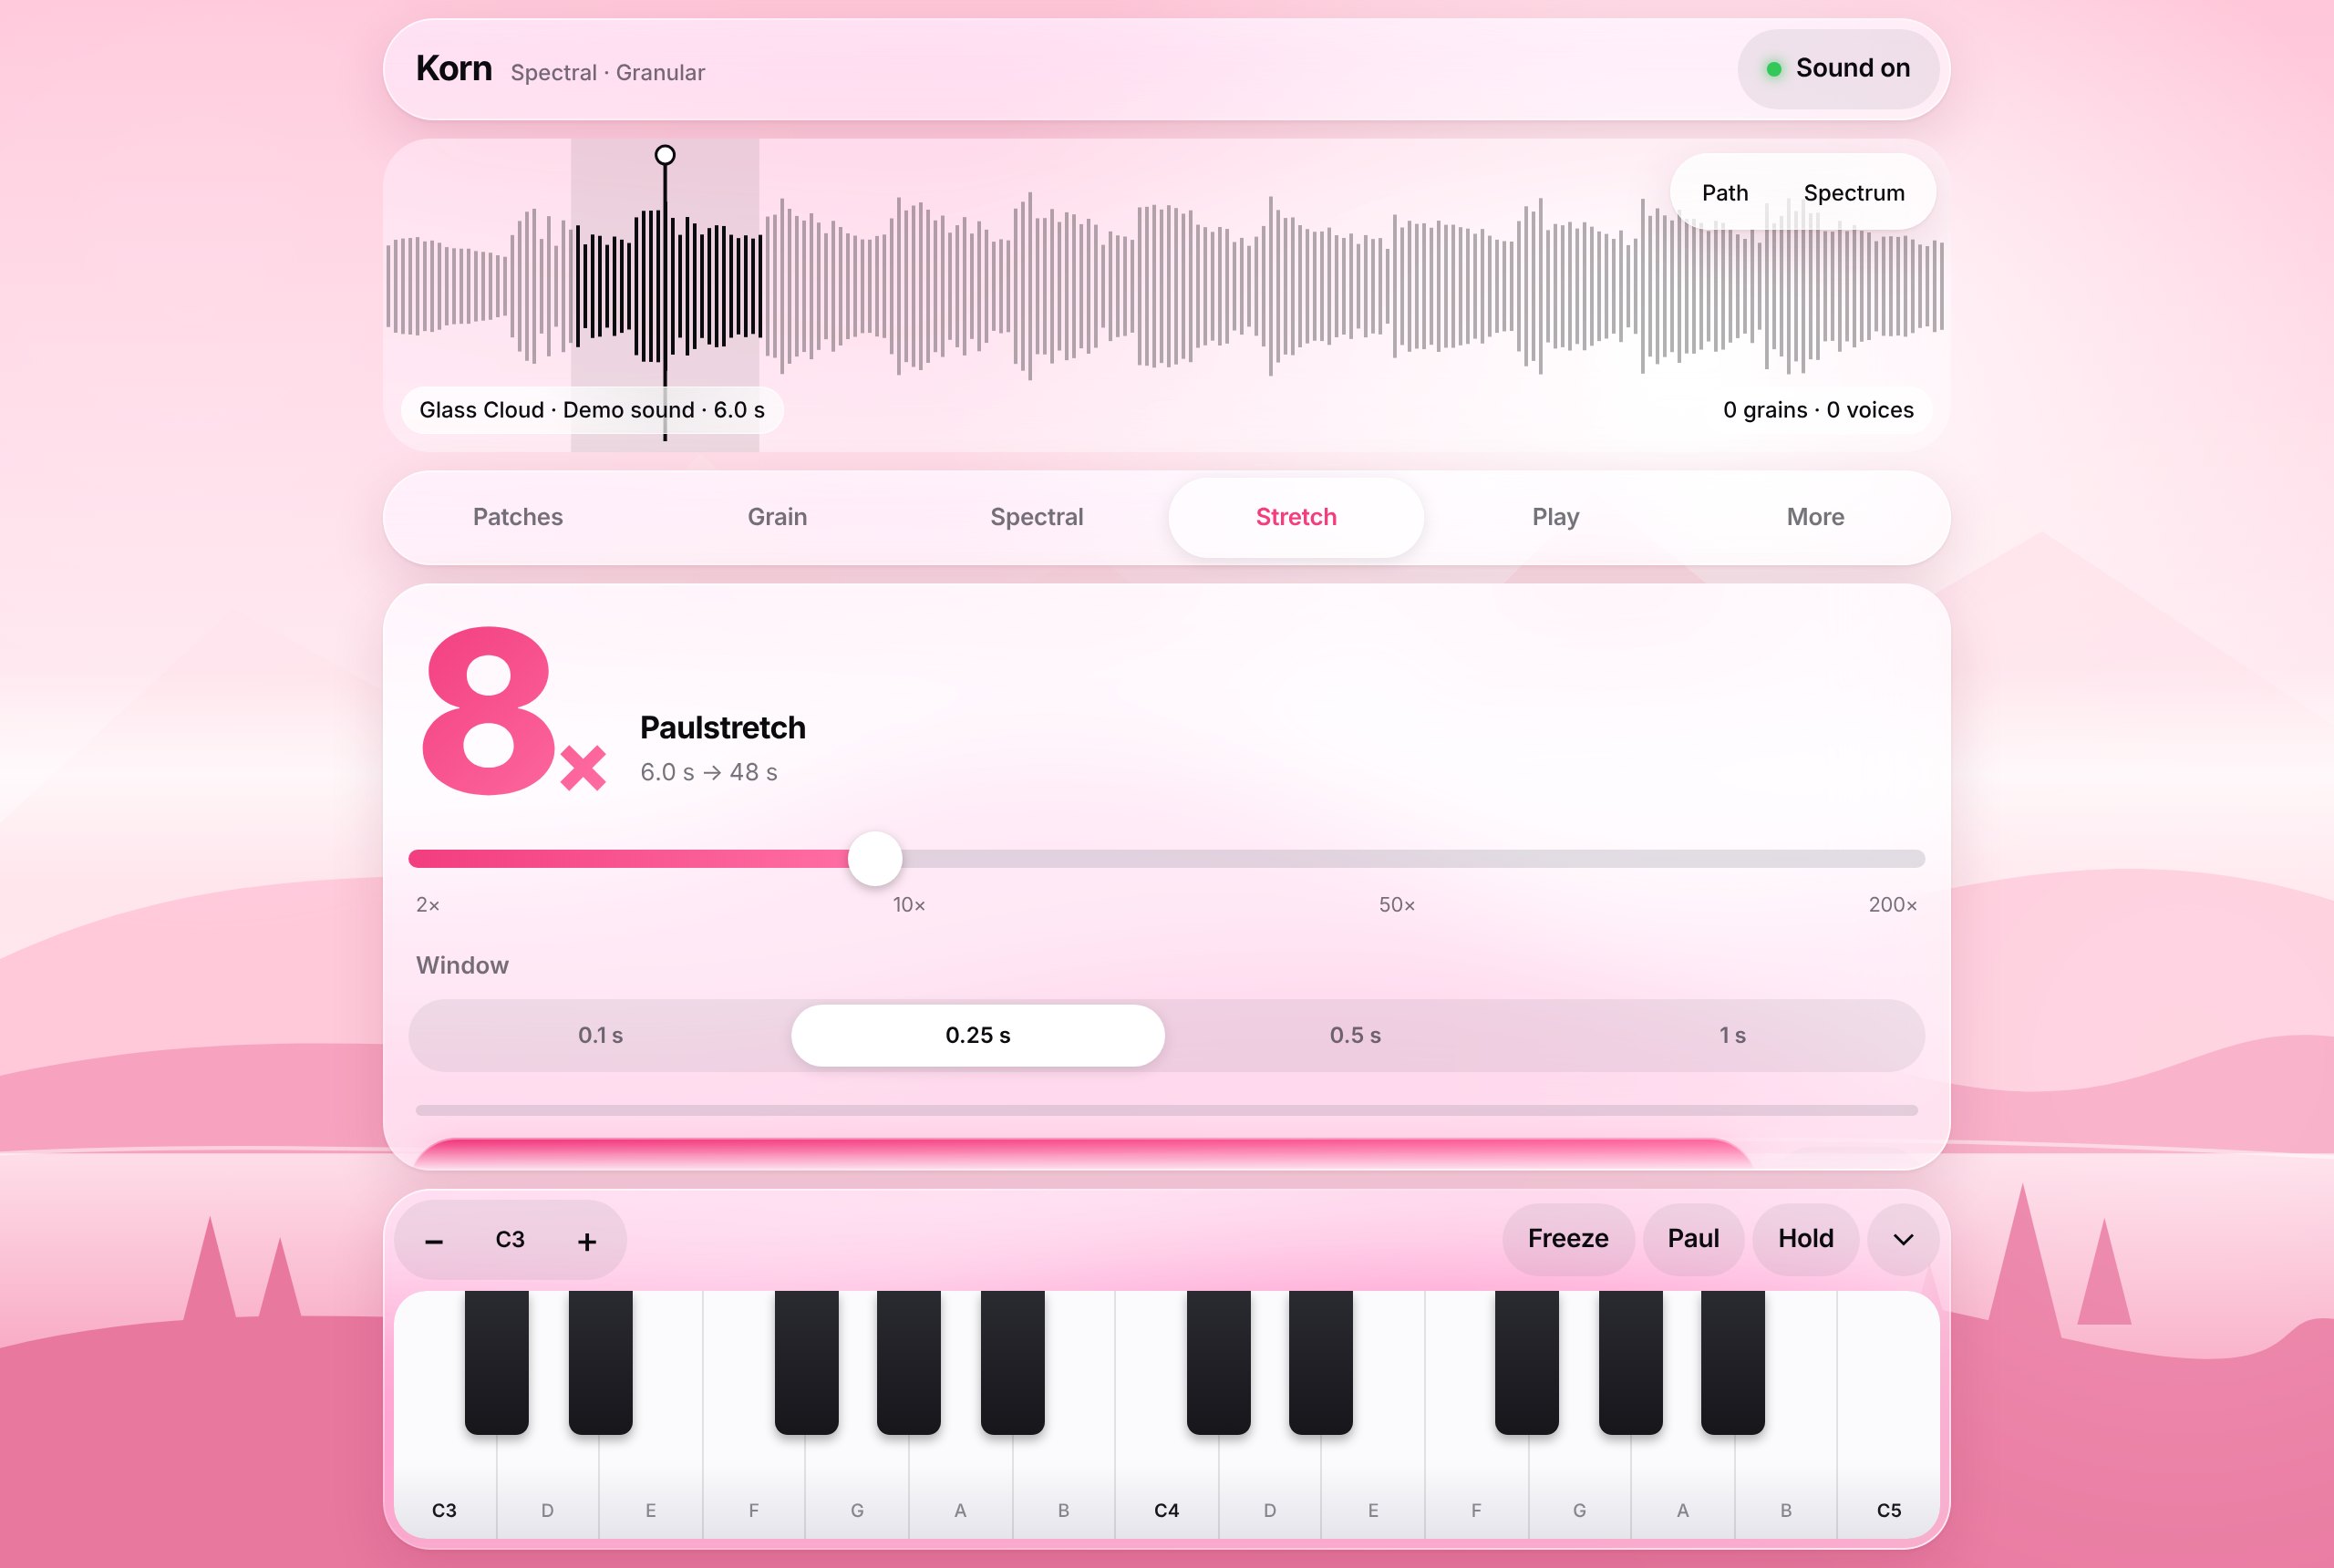 Korn Spectral · Granular Sound on
Path Spectrum
Glass Cloud · Demo sound · 6.0 s 0 grains · 0 voices
Patches Grain Spectral Stretch Play More
8×
Paulstretch
6.0 s → 48 s
2× 10× 50× 200×
Window
0.1 s 0.25 s 0.5 s 1 s
− C3 + Freeze Paul Hold
C3 D E F G A B C4 D E F G A B C5